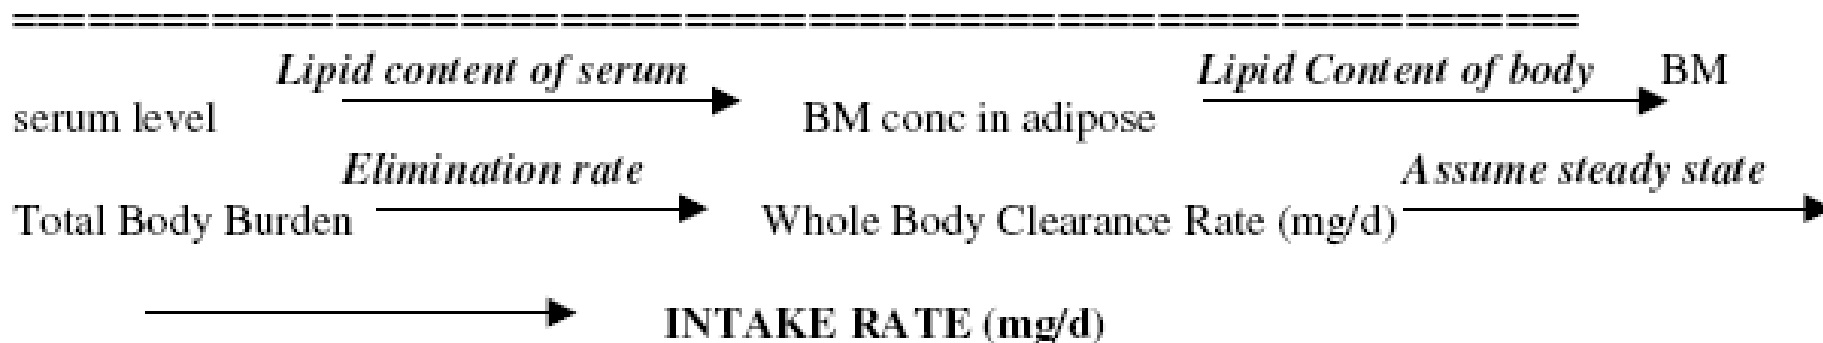 ====================================================================
Lipid content of serum Lipid Content of body BM
serum level BM conc in adipose
Elimination rate Assume steady state
Total Body Burden Whole Body Clearance Rate (mg/d)
INTAKE RATE (mg/d)